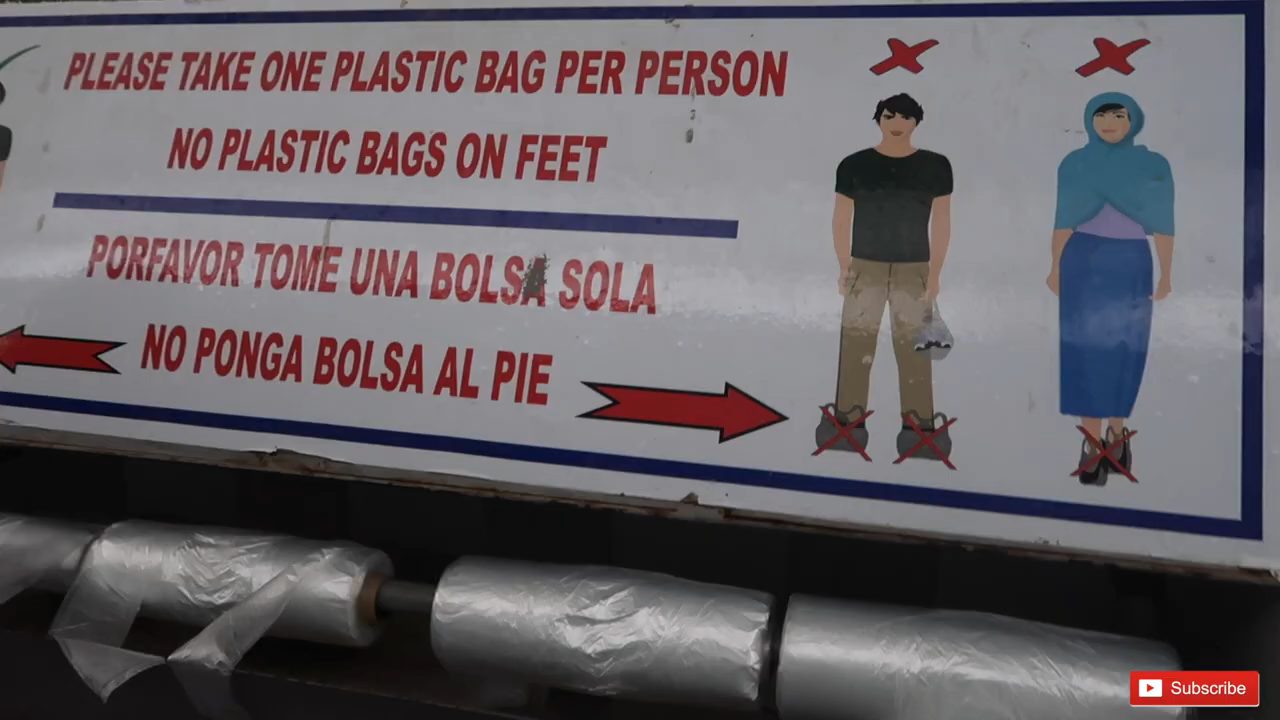 PLEASE TAKE ONE PLASTIC BAG PER PERSON
NO PLASTIC BAGS ON FEET
PORFAVOR TOME UNA BOLSA SOLA
NO PONGA BOLSA AL PIE
Subscribe